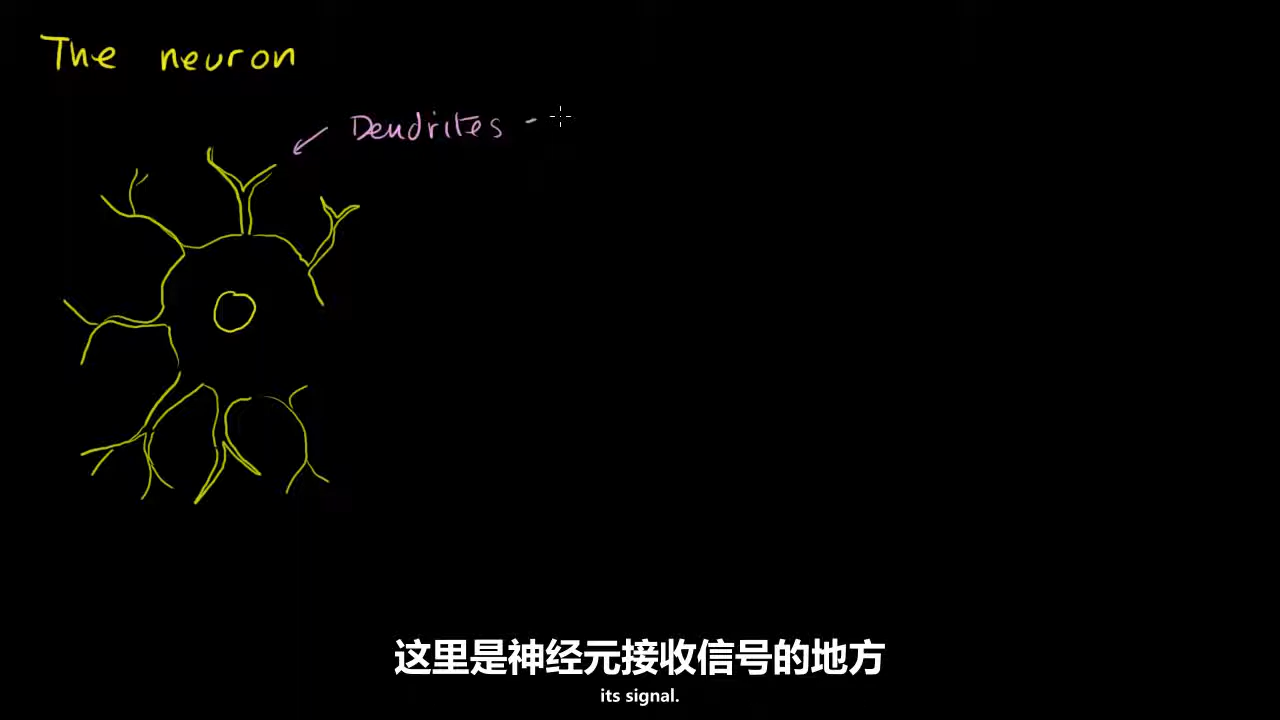 The neuron
Dendrites -
这里是神经元接收信号的地方
its signal.